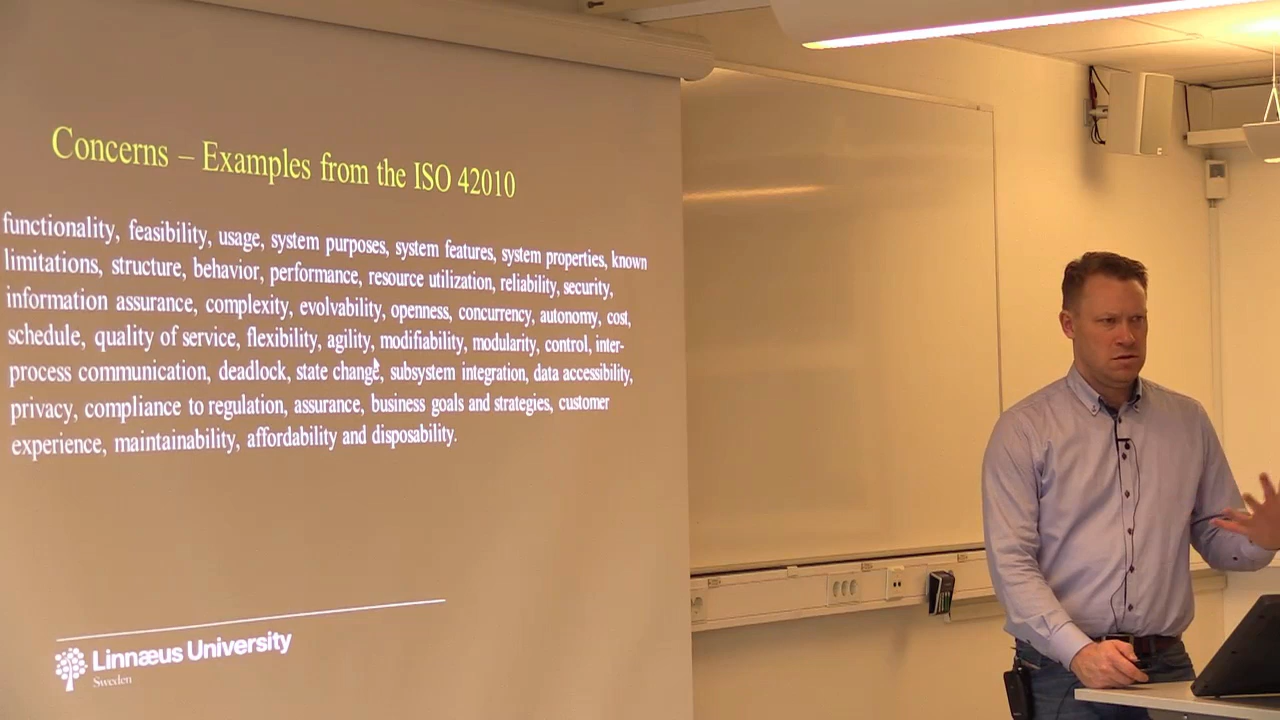 Concerns – Examples from the ISO 42010
functionality, feasibility, usage, system purposes, system features, system properties, known
limitations, structure, behavior, performance, resource utilization, reliability, security,
information assurance, complexity, evolvability, openness, concurrency, autonomy, cost,
schedule, quality of service, flexibility, agility, modifiability, modularity, control, inter-
process communication, deadlock, state change, subsystem integration, data accessibility,
privacy, compliance to regulation, assurance, business goals and strategies, customer
experience, maintainability, affordability and disposability.
Linnæus University
Sweden